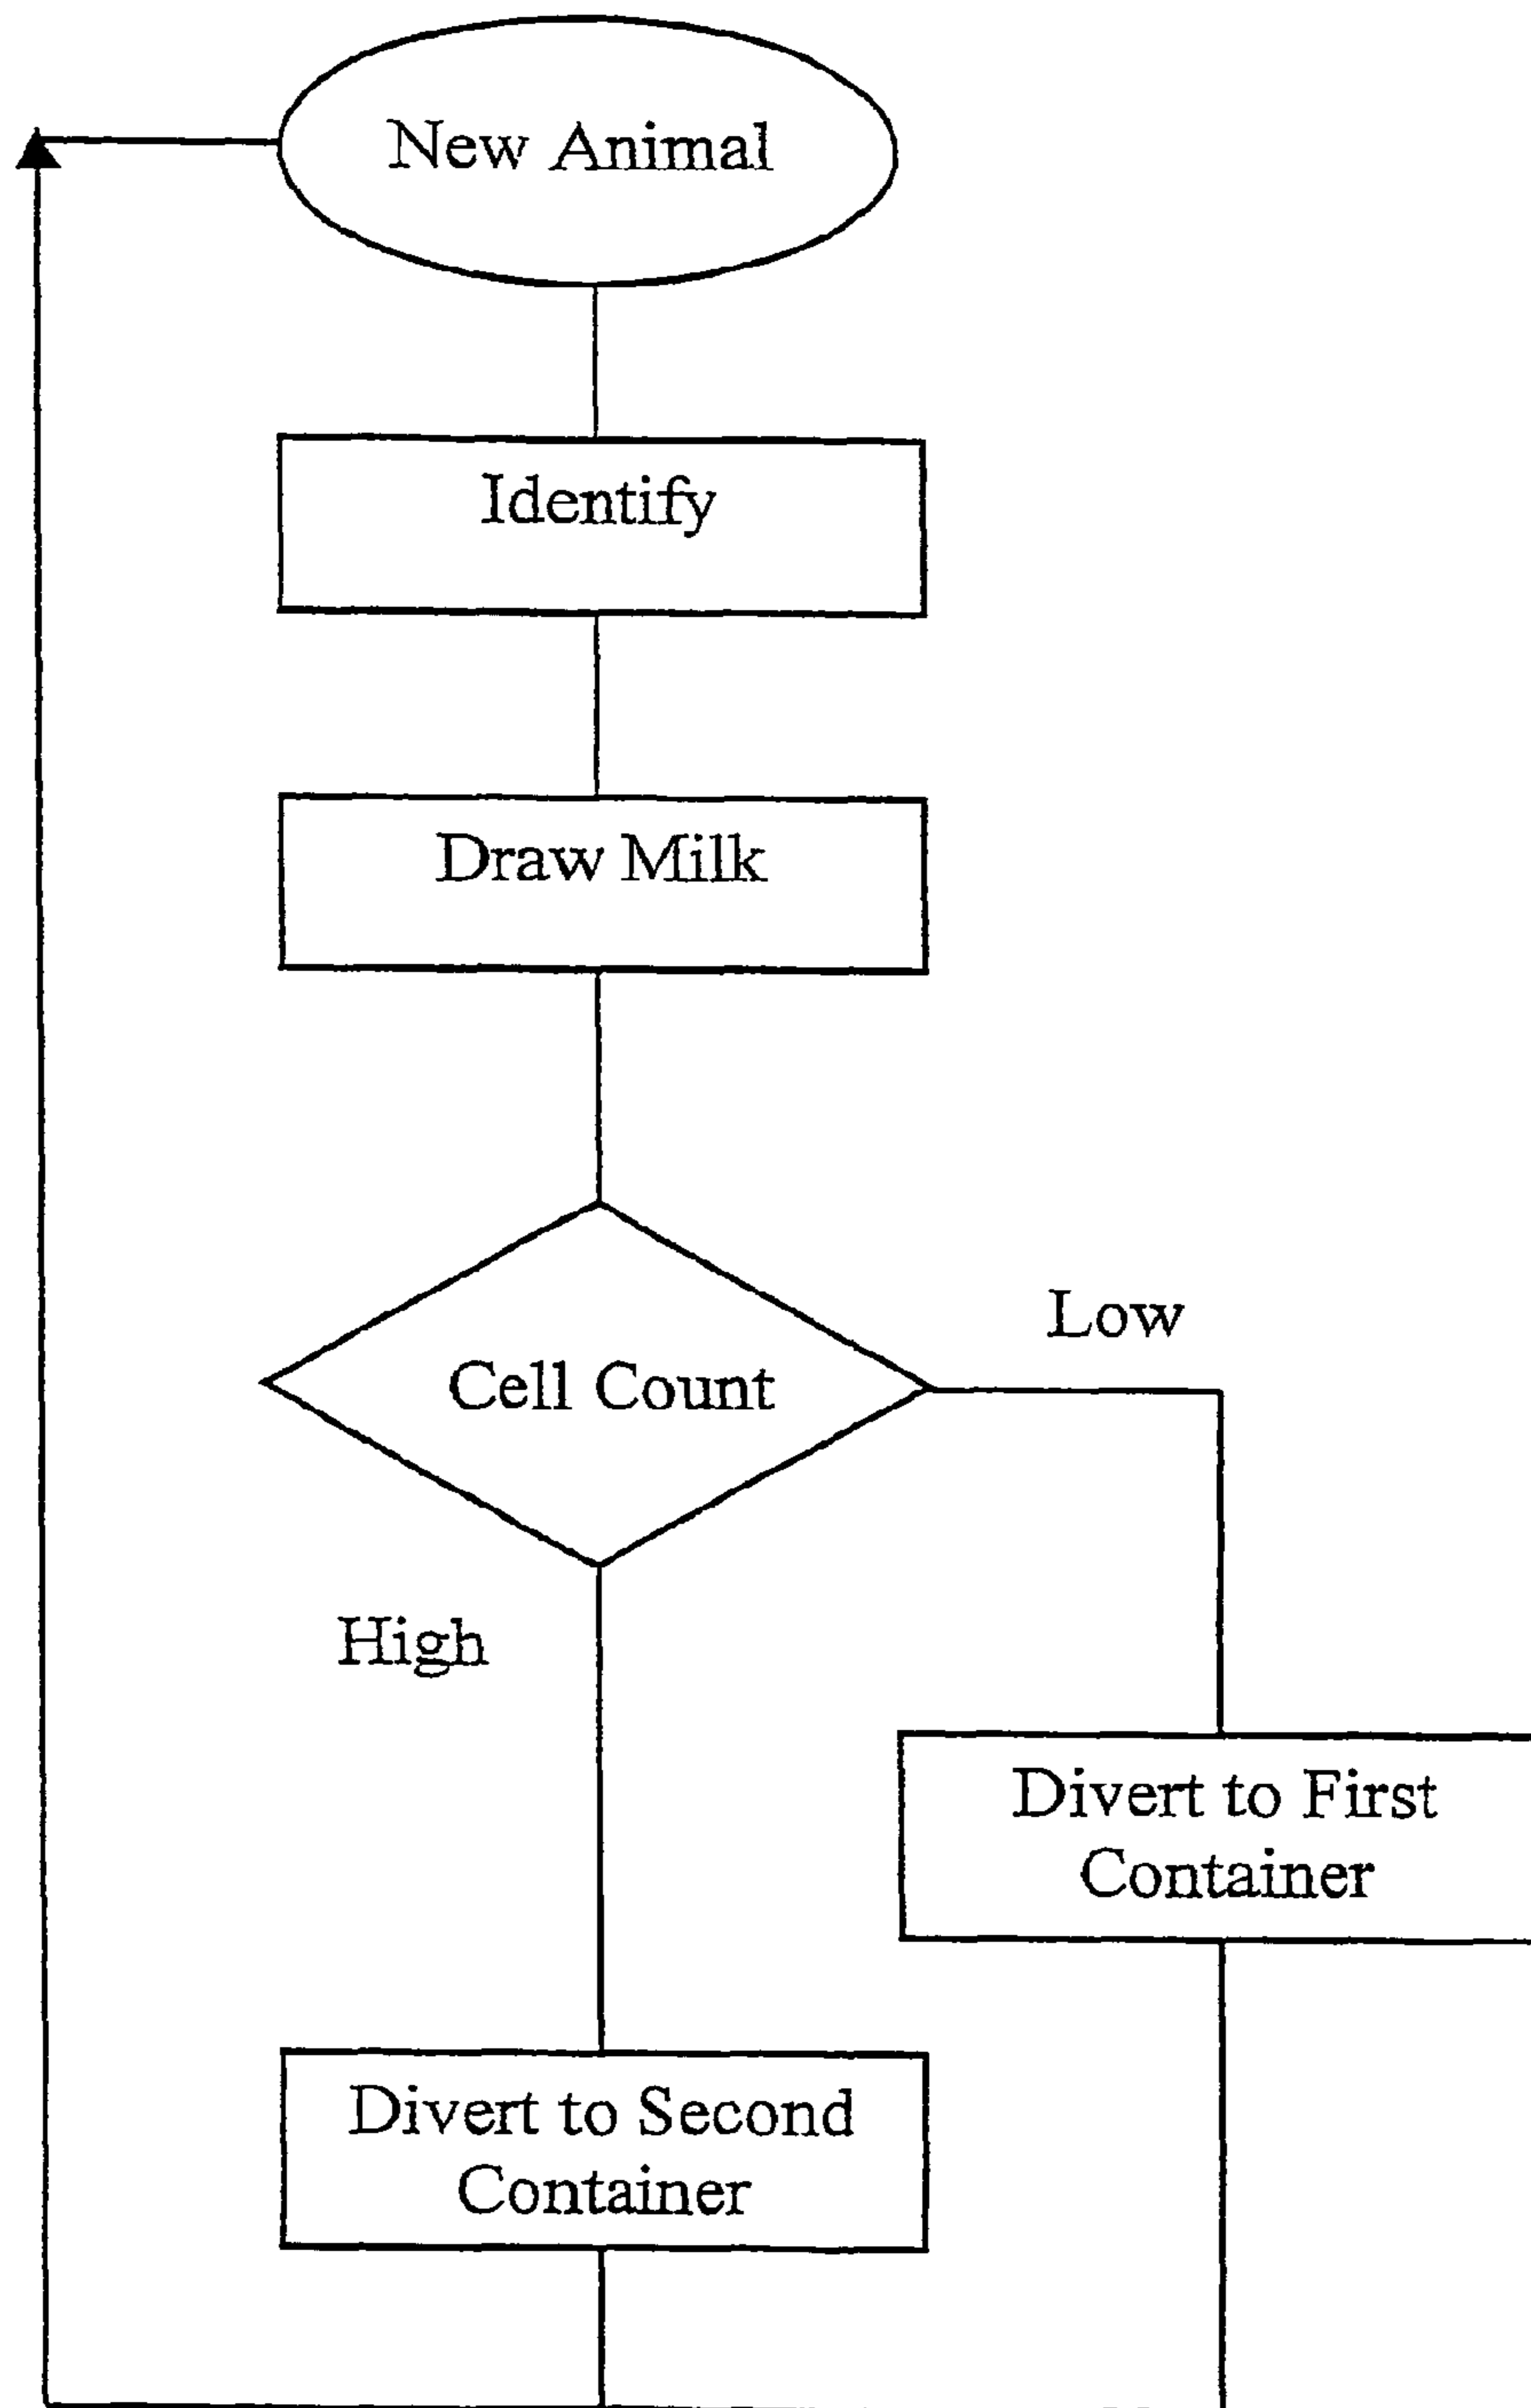 New Animal
Identify
Draw Milk
Cell Count
Low
High
Divert to First
Container
Divert to Second
Container